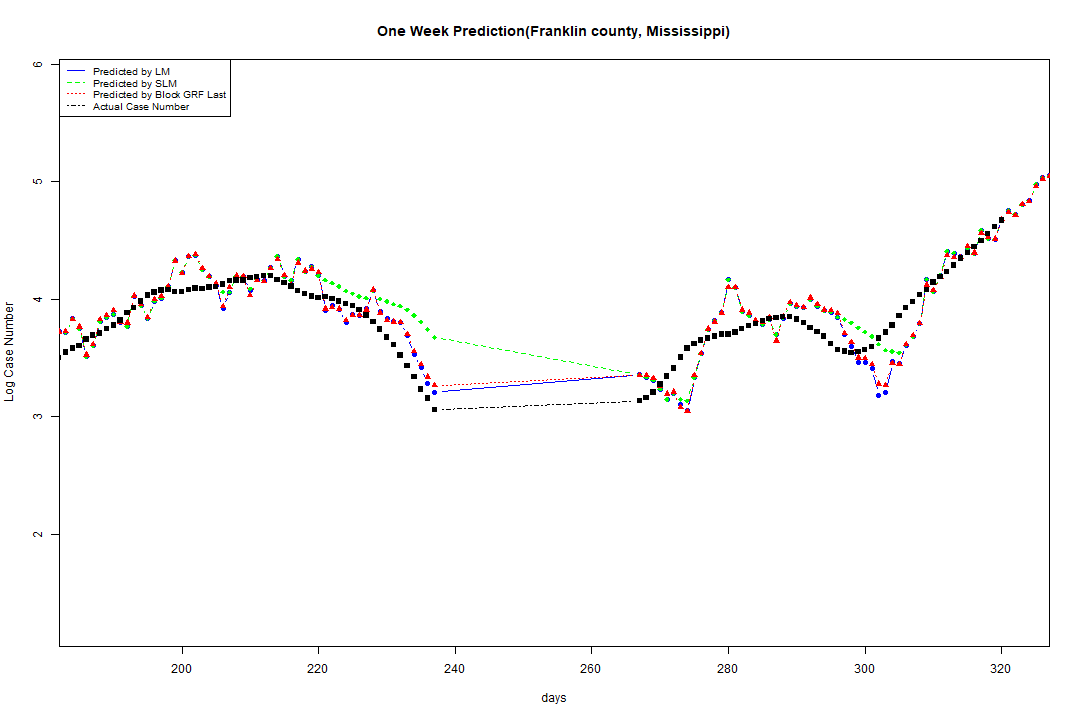 One Week Prediction(Franklin county, Mississippi)
Predicted by LM
Predicted by SLM
Predicted by Block GRF Last
Actual Case Number
Log Case Number
6
5
4
3
2
200 220 240 260 280 300 320
days